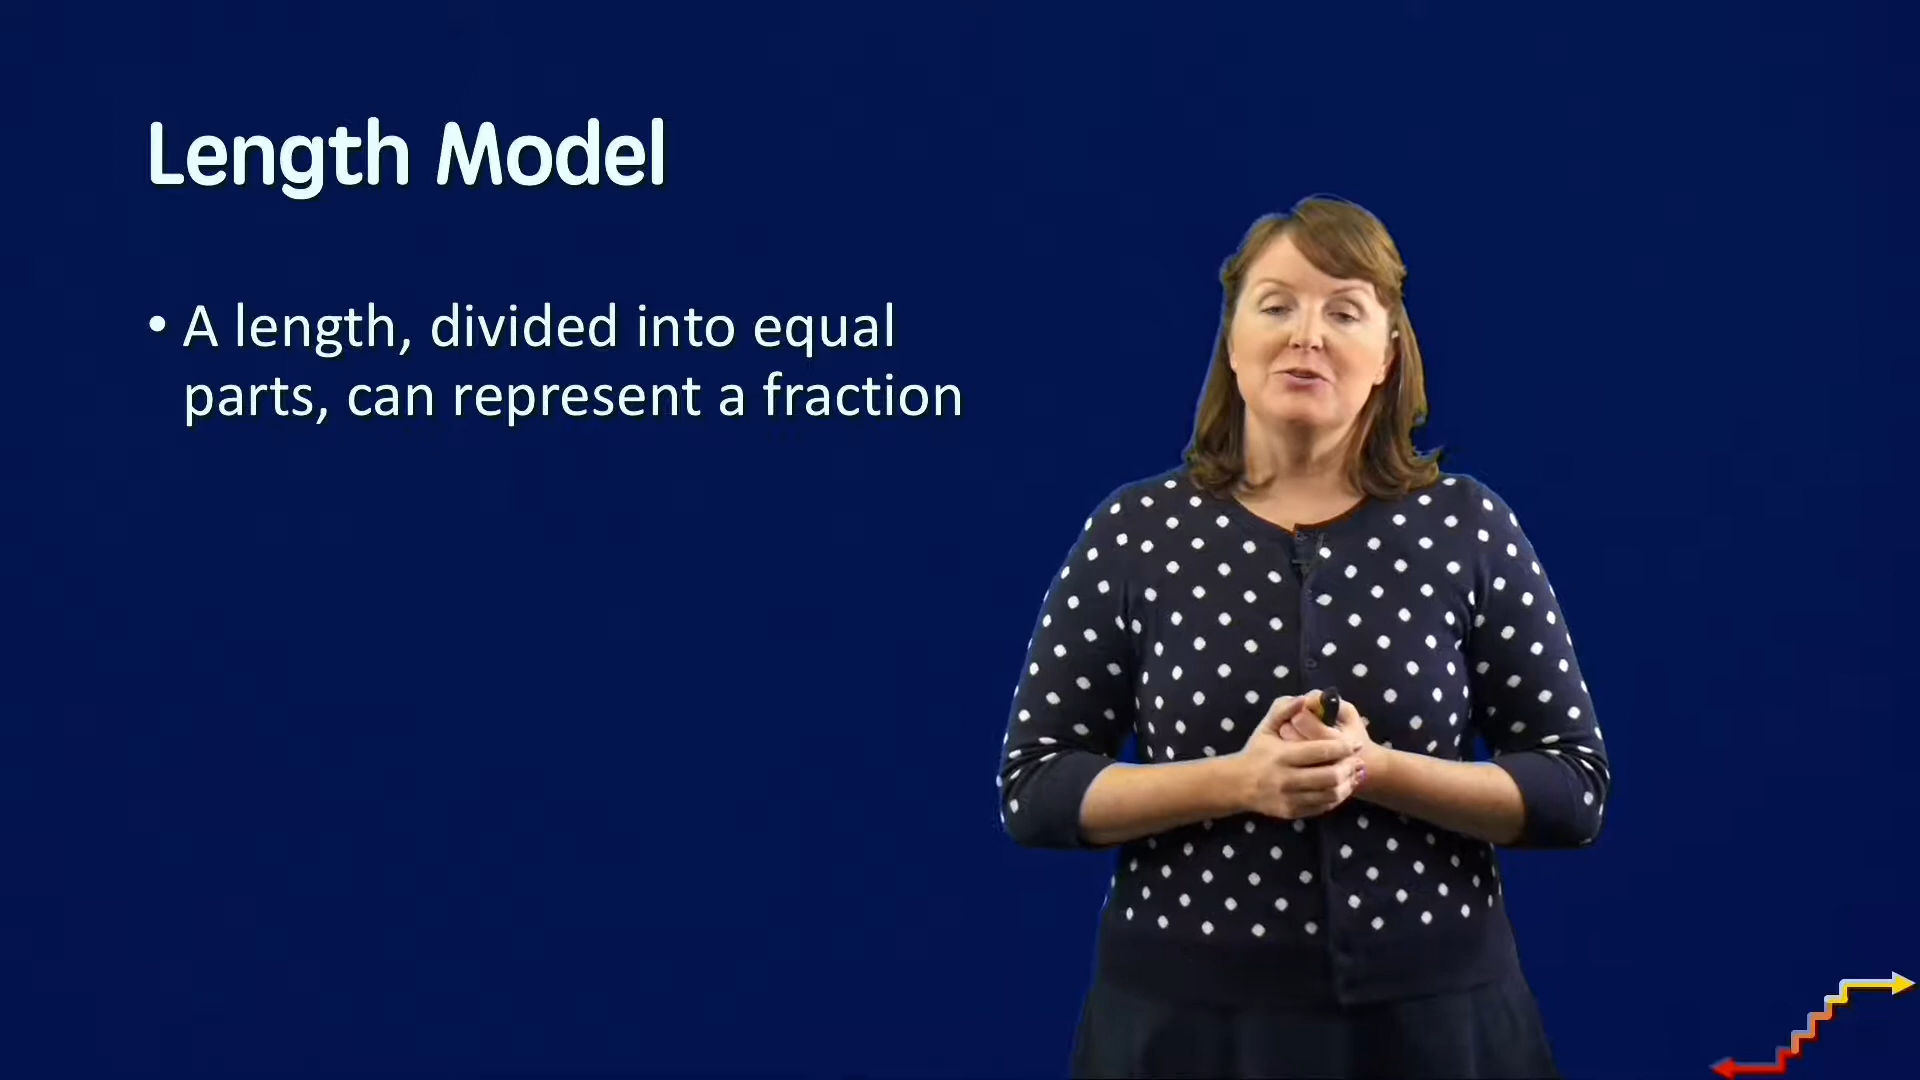 Length Model
• A length, divided into equal
parts, can represent a fraction